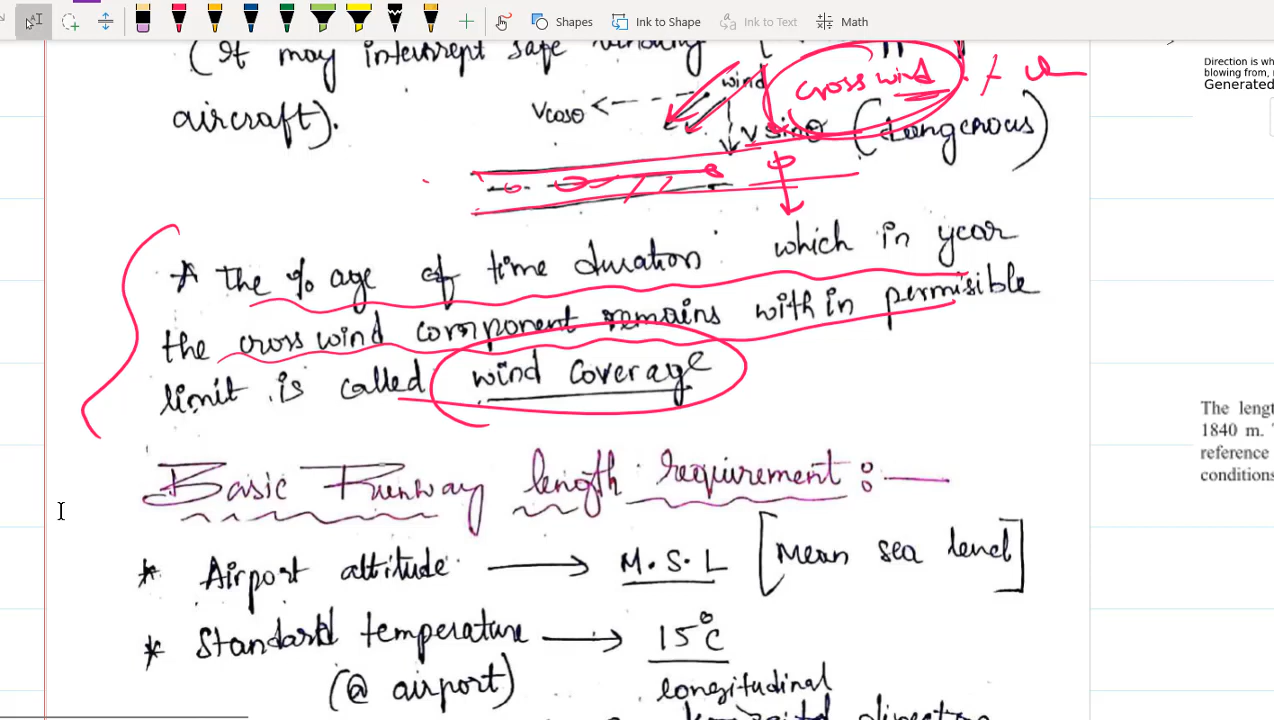 Shapes Ink to Shape Ink to Text Math
(It may interrupt safe
aircraft).
wind
cross wind
Vcosθ
Vsinθ (Dangerous)
* The % age of time duration which in year
the cross wind component remains with in permisible
limit is called wind coverage
Basic Runway length requirement :—
* Airport attitude → M.S.L [Mean sea level]
* Standard temperature → 15°C
(@ airport)
longitudinal
Direction is wh
blowing from,
Generated
The lengt
1840 m.
reference
conditions